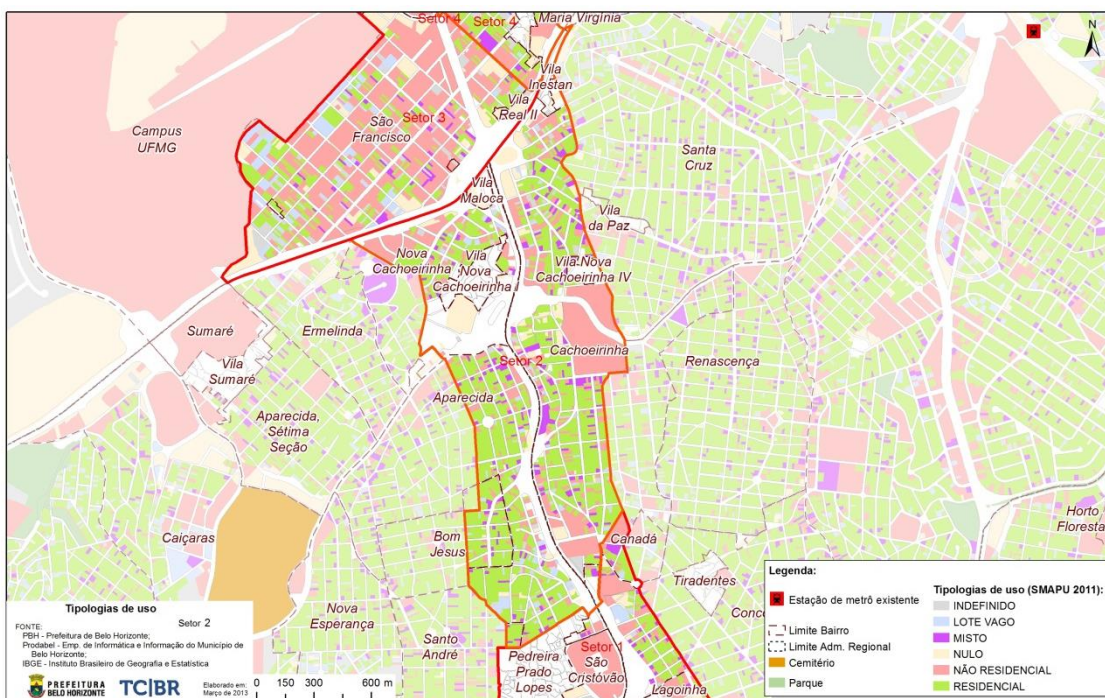 Setor 4
Setor 4
Maria Virgínia
N
Vila
Inestan
Vila
Real II
São
Francisco
Setor 3
Campus
UFMG
Santa
Cruz
Vila
Maloca
Vila
da Paz
Nova
Cachoeirinha
Vila
Nova
Cachoeirinha I
Vila Nova
Cachoeirinha IV
Sumaré
Ermelinda
Vila
Sumaré
Cachoeirinha
Setor 2
Renascença
Aparecida
Aparecida,
Sétima
Seção
Bom
Jesus
Canadá
Caiçaras
Horto
Floresta
Tiradentes
Conce
Nova
Esperança
Santo
André
Pedreira
Prado
Lopes
Setor 1
São
Cristóvão
Lagoinha
Tipologias de uso
Setor 2
FONTE:
PBH - Prefeitura de Belo Horizonte;
Prodabel - Emp. de Informática e Informação do Município de
Belo Horizonte;
IBGE - Instituto Brasileiro de Geografia e Estatística
PREFEITURA
BELO HORIZONTE
TC|BR
Elaborado em:
Março de 2013
0 150 300 600 m
Legenda:
Estação de metrô existente
Limite Bairro
Limite Adm. Regional
Cemitério
Parque
Tipologias de uso (SMAPU 2011):
INDEFINIDO
LOTE VAGO
MISTO
NULO
NÃO RESIDENCIAL
RESIDENCIAL